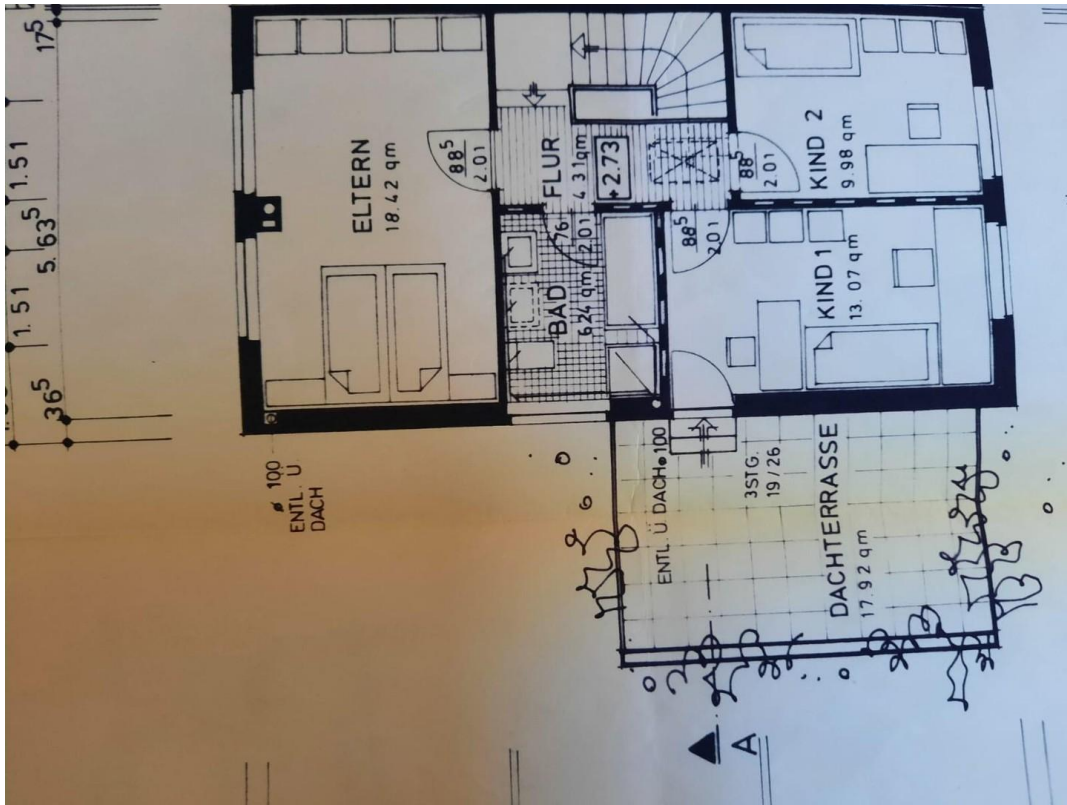 17⁵
1.51
5
5.63⁵
1.51
36⁵
ELTERN
18.42 qm
88⁵
2.01
FLUR
4.31qm
+2.73
88⁵
2.01
KIND 2
9.98 qm
BAD
6.24 qm
76
2.01
88⁵
2.01
KIND 1
13.07 qm
ø 100
ENTL. Ü
DACH
ENTL. Ü DACH ø 100
3STG.
19/26
DACHTERRASSE
17.92 qm
A